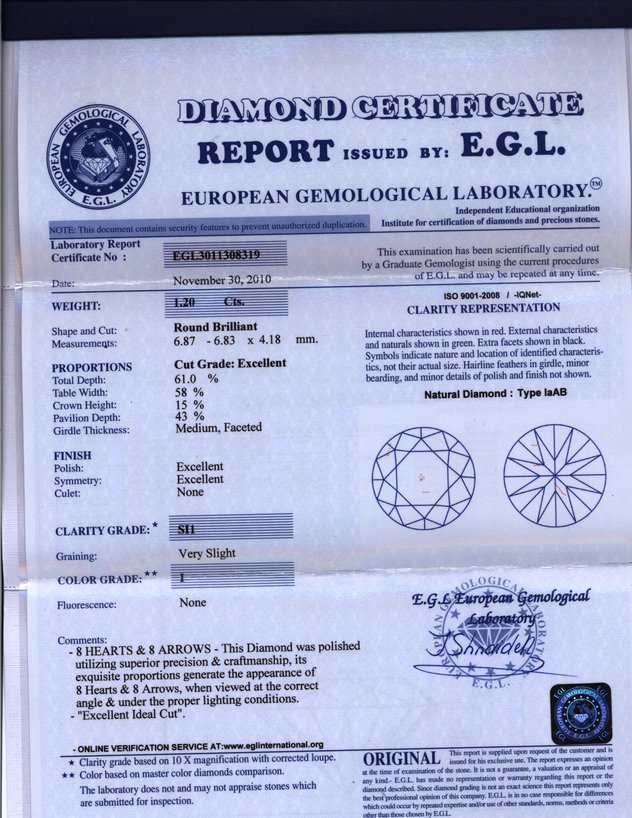 DIAMOND CERTIFICATE
REPORT ISSUED BY: E.G.L.
EUROPEAN GEMOLOGICAL LABORATORY.™
EUROPEAN GEMOLOGICAL LABORATORY
E.G.L.
Independent Educational organization
Institute for certification of diamonds and precious stones.
NOTE: This document contains security features to prevent unauthorized duplication.
Laboratory Report
Certificate No : EGL3011308319
Date: November 30, 2010
WEIGHT: 1.20 Cts.
Shape and Cut: Round Brilliant
Measurements: 6.87 - 6.83 x 4.18 mm.
PROPORTIONS Cut Grade: Excellent
Total Depth: 61.0 %
Table Width: 58 %
Crown Height: 15 %
Pavilion Depth: 43 %
Girdle Thickness: Medium, Faceted
FINISH
Polish: Excellent
Symmetry: Excellent
Culet: None
CLARITY GRADE:* SI1
Graining: Very Slight
COLOR GRADE:** I
Fluorescence: None
Comments:
- 8 HEARTS & 8 ARROWS - This Diamond was polished
utilizing superior precision & craftmanship, its
exquisite proportions generate the appearance of
8 Hearts & 8 Arrows, when viewed at the correct
angle & under the proper lighting conditions.
- "Excellent Ideal Cut".
- ONLINE VERIFICATION SERVICE AT:www.eglinternational.org
★ Clarity grade based on 10 X magnification with corrected loupe.
★★ Color based on master color diamonds comparison.
The laboratory does not and may not appraise stones which
are submitted for inspection.
This examination has been scientifically carried out
by a Graduate Gemologist using the current procedures
of E.G.L. and may be repeated at any time.
ISO 9001-2008 / -IQNet-
CLARITY REPRESENTATION
Internal characteristics shown in red. External characteristics
and naturals shown in green. Extra facets shown in black.
Symbols indicate nature and location of identified characteris-
tics, not their actual size. Hairline feathers in girdle, minor
bearding, and minor details of polish and finish not shown.
Natural Diamond : Type IaAB
E.G.L European Gemological
Laboratory
E.G.L.
EGL
E.G.L.
ORIGINAL This report is supplied upon request of the customer and is
issued for his exclusive use. The report expresses an opinion
at the time of examination of the stone. It is not a guarantee, a valuation or an appraisal of
any kind.- E.G.L. has made no representation or warranty regarding this report or the
diamond described. Since diamond grading is not an exact science this report represents only
the best professional opinion of this company. E.G.L. is in no case responsible for differences
which could occur by repeated expertise and/or use of other standards, norms, methods or criteria
other than those chosen by E.G.L.